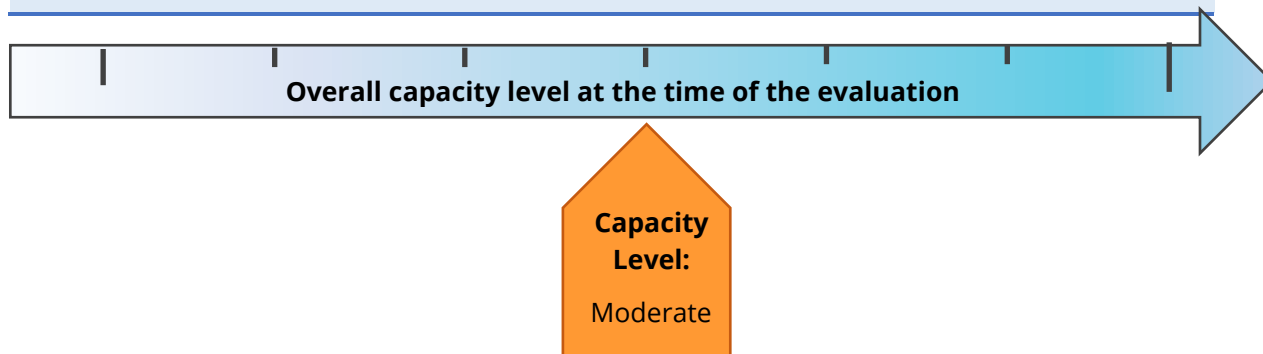 Overall capacity level at the time of the evaluation
Capacity
Level:
Moderate